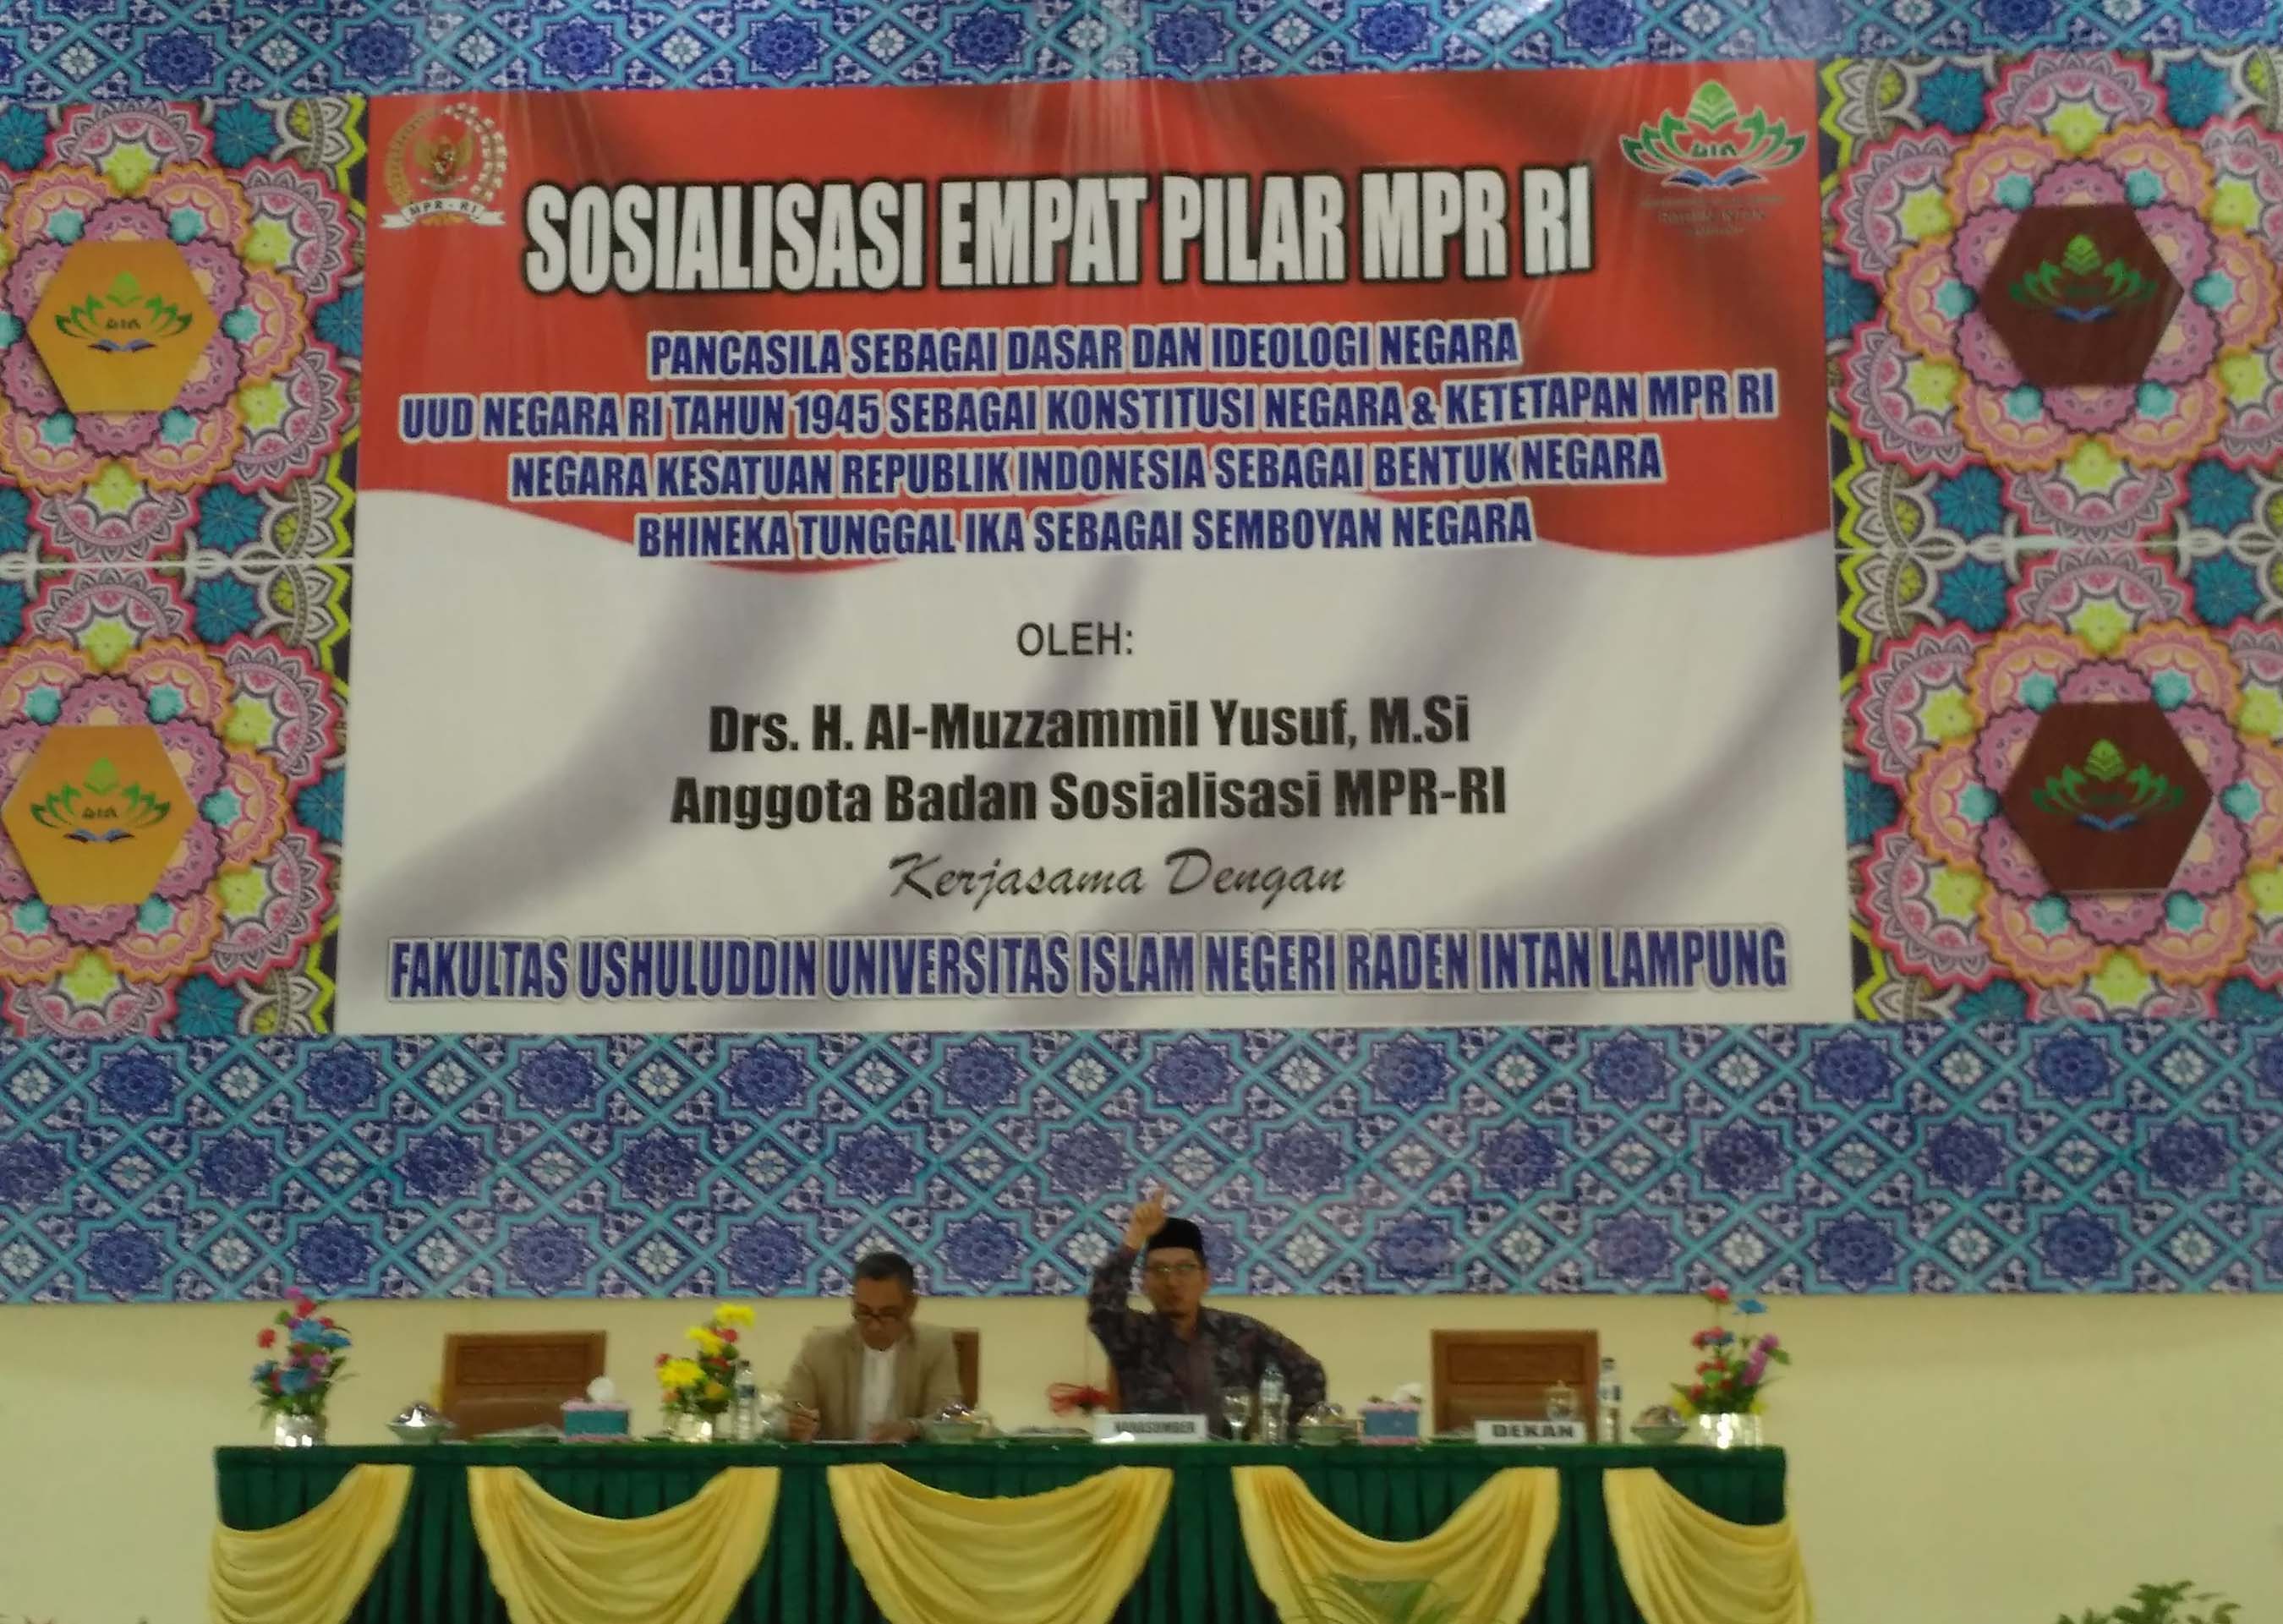 MPR - RI
SOSIALISASI EMPAT PILAR MPR RI
PANCASILA SEBAGAI DASAR DAN IDEOLOGI NEGARA
UUD NEGARA RI TAHUN 1945 SEBAGAI KONSTITUSI NEGARA & KETETAPAN MPR RI
NEGARA KESATUAN REPUBLIK INDONESIA SEBAGAI BENTUK NEGARA
BHINEKA TUNGGAL IKA SEBAGAI SEMBOYAN NEGARA
OLEH:
Drs. H. Al-Muzzammil Yusuf, M.Si
Anggota Badan Sosialisasi MPR-RI
Kerjasama Dengan
FAKULTAS USHULUDDIN UNIVERSITAS ISLAM NEGERI RADEN INTAN LAMPUNG
NARASUMBER
DEKAN